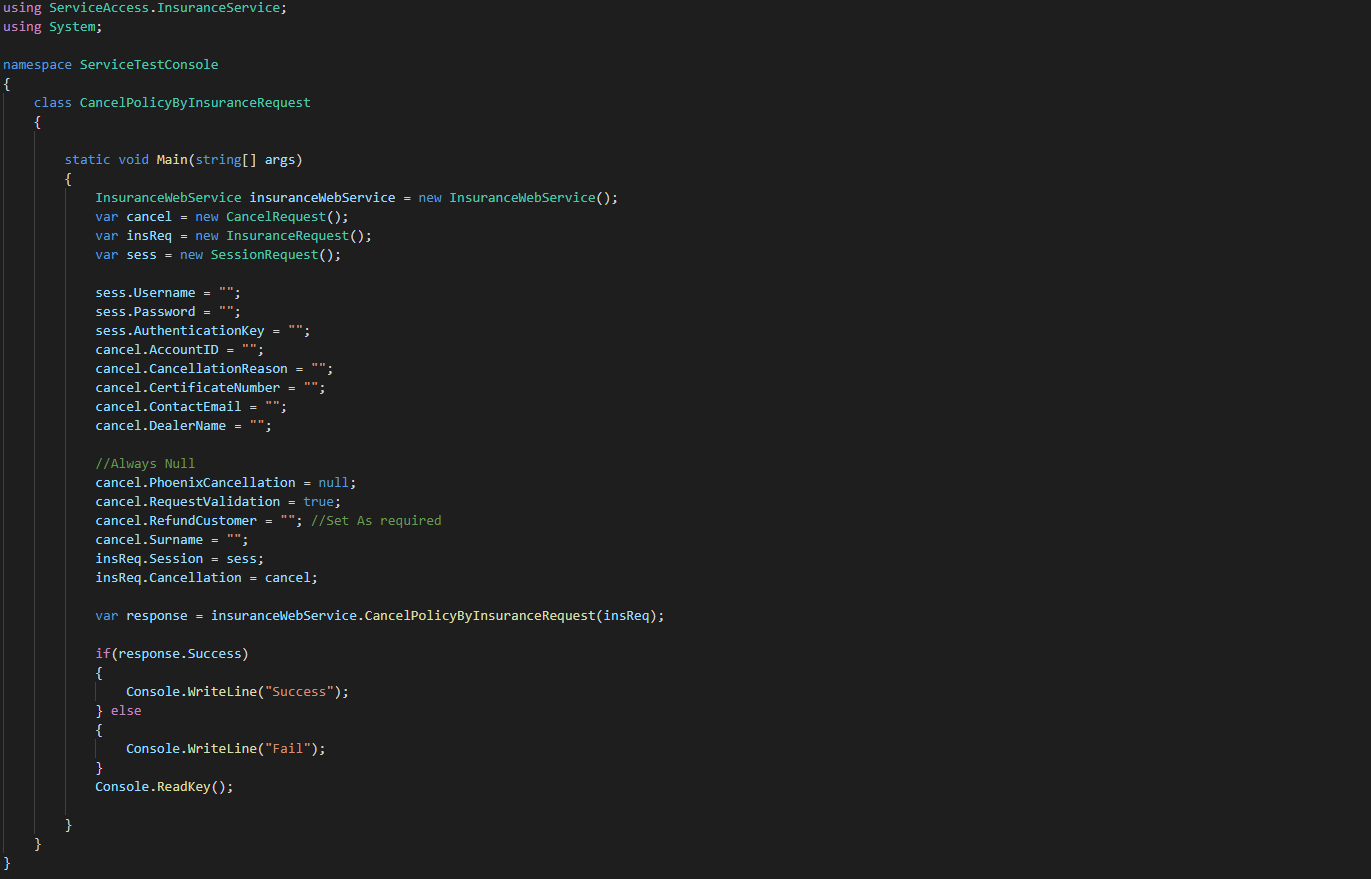 using ServiceAccess.InsuranceService;
using System;

namespace ServiceTestConsole
{
    class CancelPolicyByInsuranceRequest
    {

        static void Main(string[] args)
        {
            InsuranceWebService insuranceWebService = new InsuranceWebService();
            var cancel = new CancelRequest();
            var insReq = new InsuranceRequest();
            var sess = new SessionRequest();

            sess.Username = "";
            sess.Password = "";
            sess.AuthenticationKey = "";
            cancel.AccountID = "";
            cancel.CancellationReason = "";
            cancel.CertificateNumber = "";
            cancel.ContactEmail = "";
            cancel.DealerName = "";

            //Always Null
            cancel.PhoenixCancellation = null;
            cancel.RequestValidation = true;
            cancel.RefundCustomer = ""; //Set As required
            cancel.Surname = "";
            insReq.Session = sess;
            insReq.Cancellation = cancel;

            var response = insuranceWebService.CancelPolicyByInsuranceRequest(insReq);

            if(response.Success)
            {
                Console.WriteLine("Success");
            } else
            {
                Console.WriteLine("Fail");
            }
            Console.ReadKey();

        }
    }
}